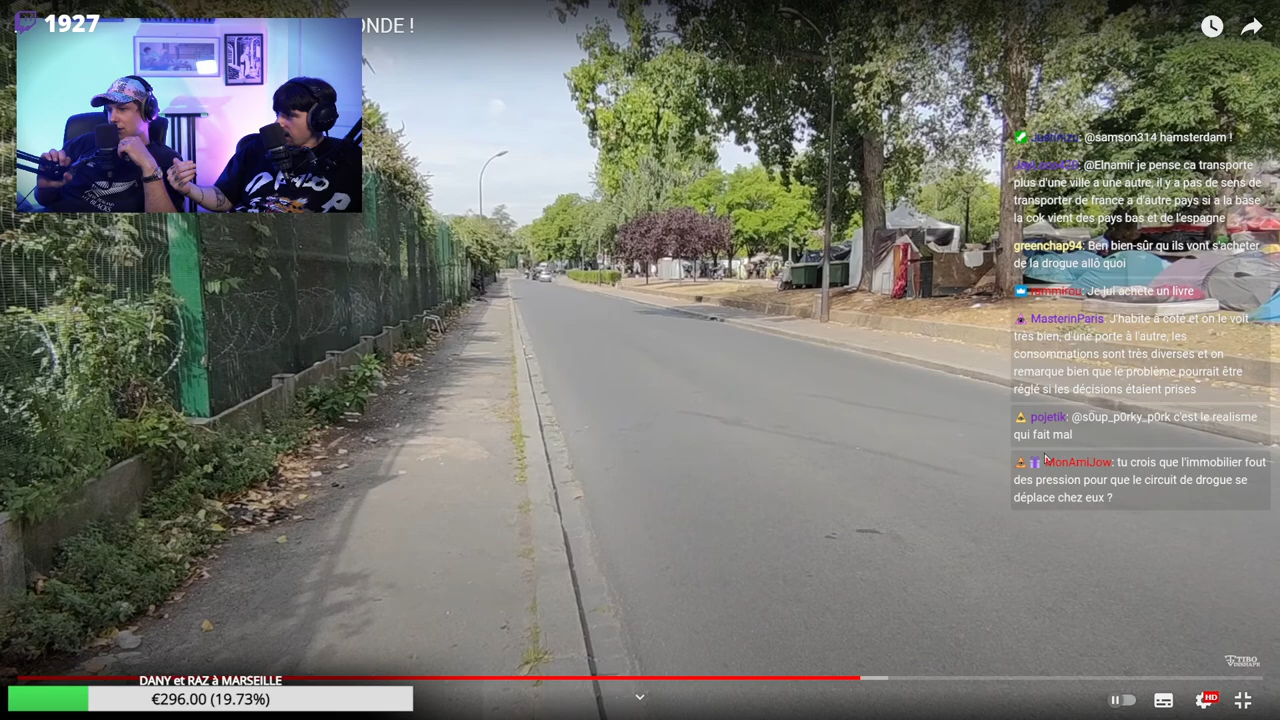 1927
ONDE !
@samson314 hamsterdam !
@Elnamir je pense ca transporte
plus d'une ville a une autre, il y a pas de sens de
transporter de france a d'autre pays si a la base
la cok vient des pays bas et de l'espagne
greenchap94: Ben bien-sûr qu'ils vont s'acheter
de la drogue allô quoi
Je lui achète un livre
MasterinParis: J'habite à côté et on le voit
très bien, d'une porte à l'autre, les
consommations sont très diverses et on
remarque bien que le problème pourrait être
réglé si les décisions étaient prises
pojetik: @s0up_p0rky_p0rk c'est le realisme
qui fait mal
MonAmiJow: tu crois que l'immobilier fout
des pression pour que le circuit de drogue se
déplace chez eux ?
TIBO
INSHAPE
DANY et RAZ à MARSEILLE
€296.00 (19.73%)
HD